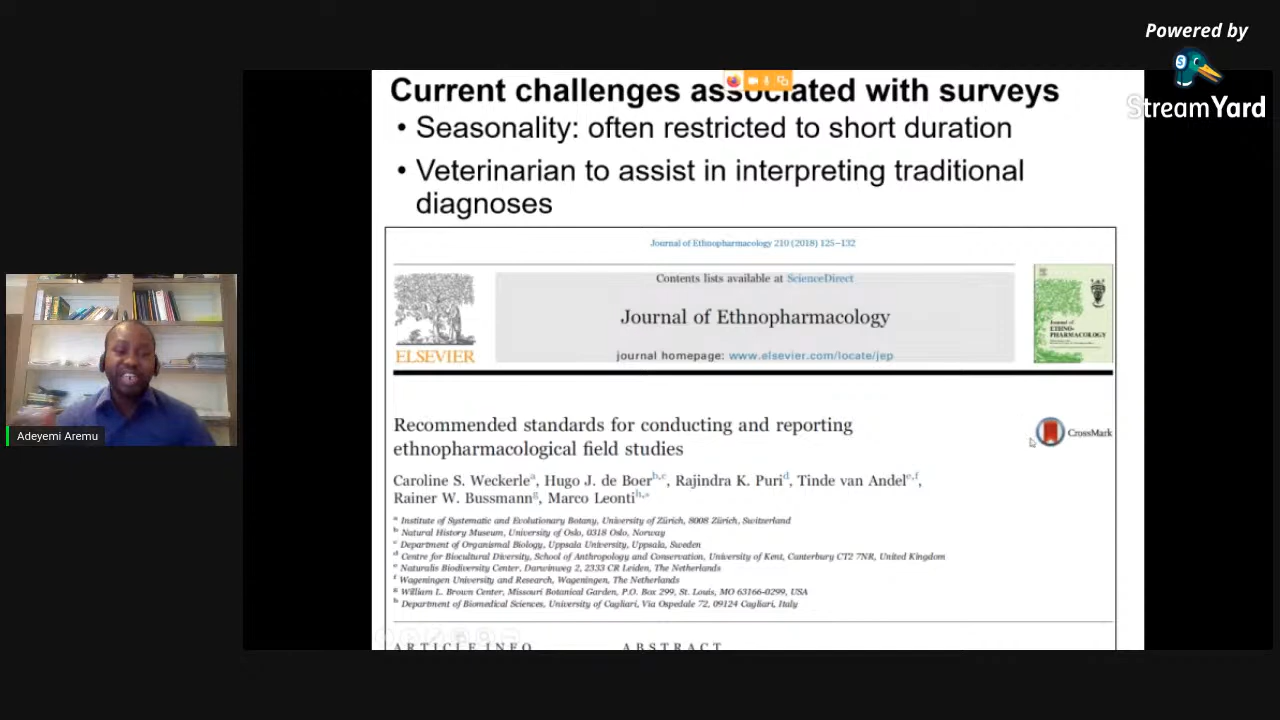 Powered by
StreamYard
Current challenges associated with surveys
• Seasonality: often restricted to short duration
• Veterinarian to assist in interpreting traditional
diagnoses
Journal of Ethnopharmacology 210 (2018) 125–132
Contents lists available at ScienceDirect
Journal of Ethnopharmacology
journal homepage: www.elsevier.com/locate/jep
ELSEVIER
Journal of
ETHNO-
PHARMACOLOGY
Recommended standards for conducting and reporting
ethnopharmacological field studies
CrossMark
Caroline S. Weckerle a, Hugo J. de Boer b,c, Rajindra K. Puri d, Tinde van Andel e,f,
Rainer W. Bussmann g, Marco Leonti h,*
a Institute of Systematic and Evolutionary Botany, University of Zürich, 8008 Zürich, Switzerland
b Natural History Museum, University of Oslo, 0318 Oslo, Norway
c Department of Organismal Biology, Uppsala University, Uppsala, Sweden
d Centre for Biocultural Diversity, School of Anthropology and Conservation, University of Kent, Canterbury CT2 7NR, United Kingdom
e Naturalis Biodiversity Center, Darwinweg 2, 2333 CR Leiden, The Netherlands
f Wageningen University and Research, Wageningen, The Netherlands
g William L. Brown Center, Missouri Botanical Garden, P.O. Box 299, St. Louis, MO 63166-0299, USA
h Department of Biomedical Sciences, University of Cagliari, Via Ospedale 72, 09124 Cagliari, Italy
ARTICLE INFO
ABSTRACT
Adeyemi Aremu